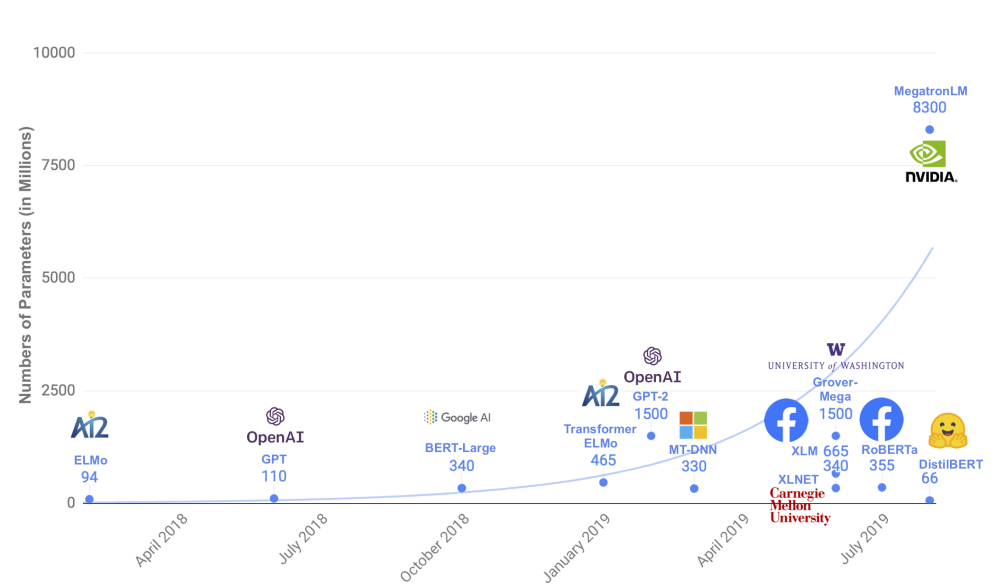 10000
7500
5000
2500
0
Numbers of Parameters (in Millions)
MegatronLM
8300
NVIDIA.
AI2
ELMo
94
OpenAI
GPT
110
Google AI
BERT-Large
340
AI2
Transformer
ELMo
465
OpenAI
GPT-2
1500
MT-DNN
330
W
UNIVERSITY of WASHINGTON
Grover-
Mega
1500
XLM 665
340
XLNET
Carnegie
Mellon
University
RoBERTa
355
DistilBERT
66
April 2018
July 2018
October 2018
January 2019
April 2019
July 2019